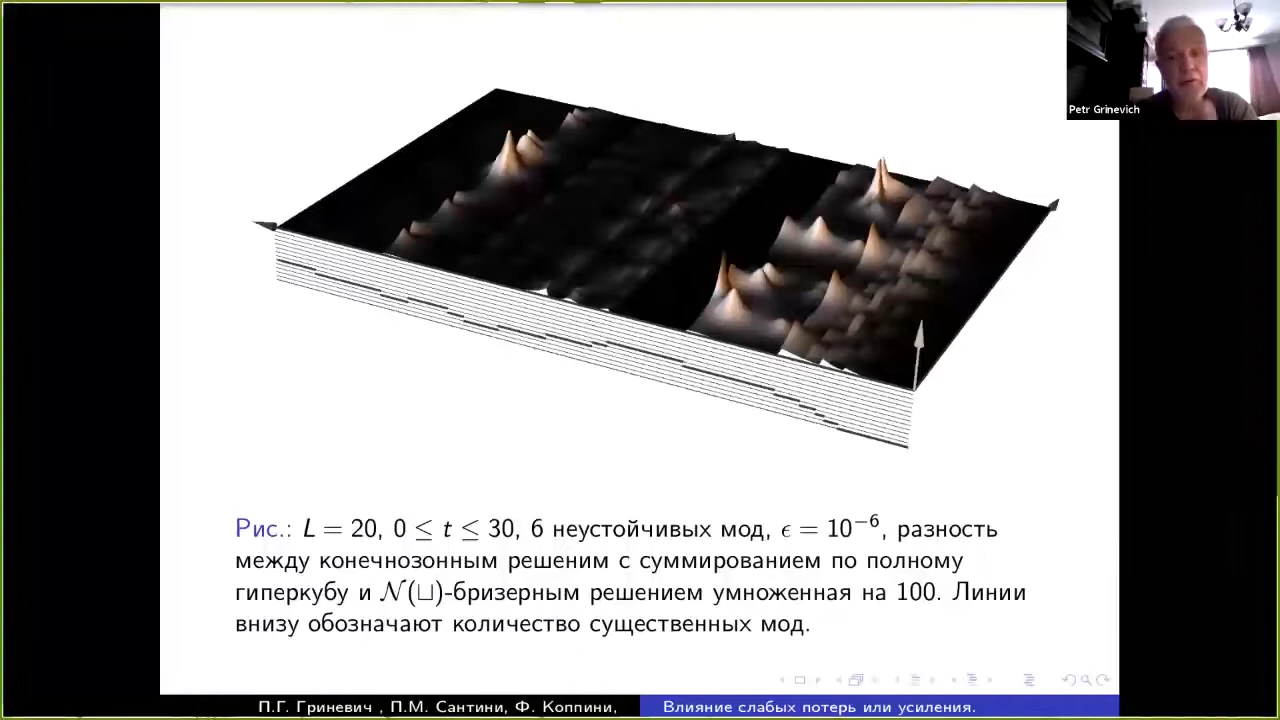 Petr Grinevich
Рис.: L = 20, 0 ≤ t ≤ 30, 6 неустойчивых мод, ϵ = 10⁻⁶, разность
между конечнозонным решеним с суммированием по полному
гиперкубу и 𝒩(⊔)-бризерным решением умноженная на 100. Линии
внизу обозначают количество существенных мод.
П.Г. Гриневич , П.М. Сантини, Ф. Коппини,
Влияние слабых потерь или усиления.